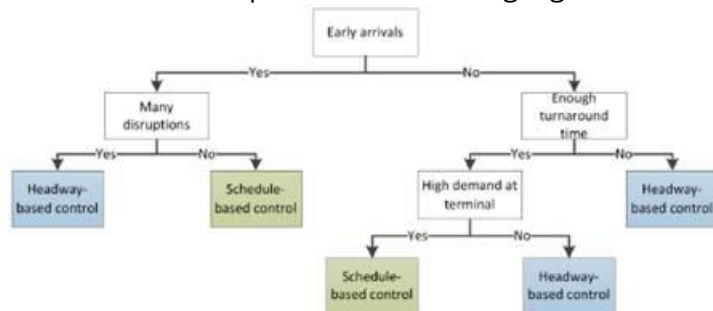 Early arrivals
Yes
No
Many
disruptions
Enough
turnaround
time
Yes
No
Yes
No
Headway-
based control
Schedule-
based control
High demand at
terminal
Headway-
based control
Yes
No
Schedule-
based control
Headway-
based control